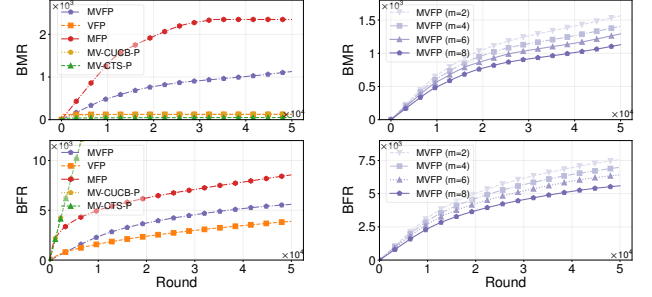 ×10³
BMR
2
1
0
MVFP
VFP
MFP
MV-CUCB-P
MV-CTS-P
0 1 2 3 4 5
×10⁴
×10³
BMR
1.5
1.0
0.5
0.0
MVFP (m=2)
MVFP (m=4)
MVFP (m=6)
MVFP (m=8)
0 1 2 3 4 5
×10⁴
×10³
BFR
10
5
0
MVFP
VFP
MFP
MV-CUCB-P
MV-CTS-P
0 1 2 3 4 5
×10⁴
Round
×10³
BFR
7.5
5.0
2.5
0.0
MVFP (m=2)
MVFP (m=4)
MVFP (m=6)
MVFP (m=8)
0 1 2 3 4 5
×10⁴
Round